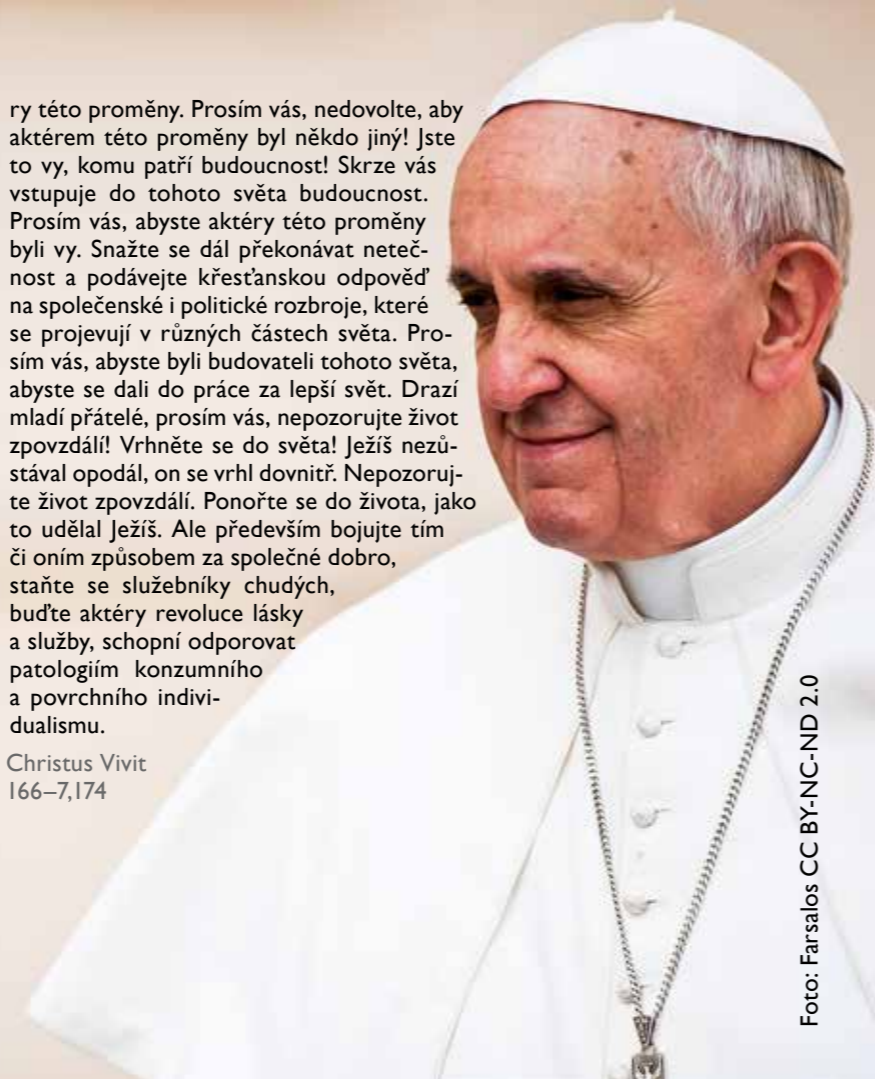 ry této proměny. Prosím vás, nedovolte, aby
aktérem této proměny byl někdo jiný! Jste
to vy, komu patří budoucnost! Skrze vás
vstupuje do tohoto světa budoucnost.
Prosím vás, abyste aktéry této proměny
byli vy. Snažte se dál překonávat neteč-
nost a podávejte křesťanskou odpověď
na společenské i politické rozbroje, které
se projevují v různých částech světa. Pro-
sím vás, abyste byli budovateli tohoto světa,
abyste se dali do práce za lepší svět. Drazí
mladí přátelé, prosím vás, nepozorujte život
zpovzdálí! Vrhněte se do světa! Ježíš nezů-
stával opodál, on se vrhl dovnitř. Nepozoruj-
te život zpovzdálí. Ponořte se do života, jako
to udělal Ježíš. Ale především bojujte tím
či oním způsobem za společné dobro,
staňte se služebníky chudých,
buďte aktéry revoluce lásky
a služby, schopní odporovat
patologiím konzumního
a povrchního indivi-
dualismu.
Christus Vivit
166–7,174
Foto: Farsalos CC BY-NC-ND 2.0